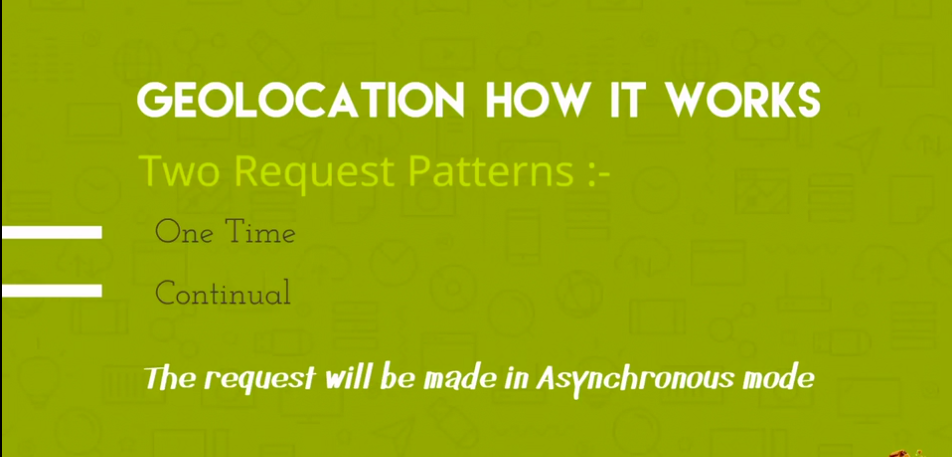 GEOLOCATION HOW IT WORKS
Two Request Patterns :-
One Time
Continual
The request will be made in Asynchronous mode